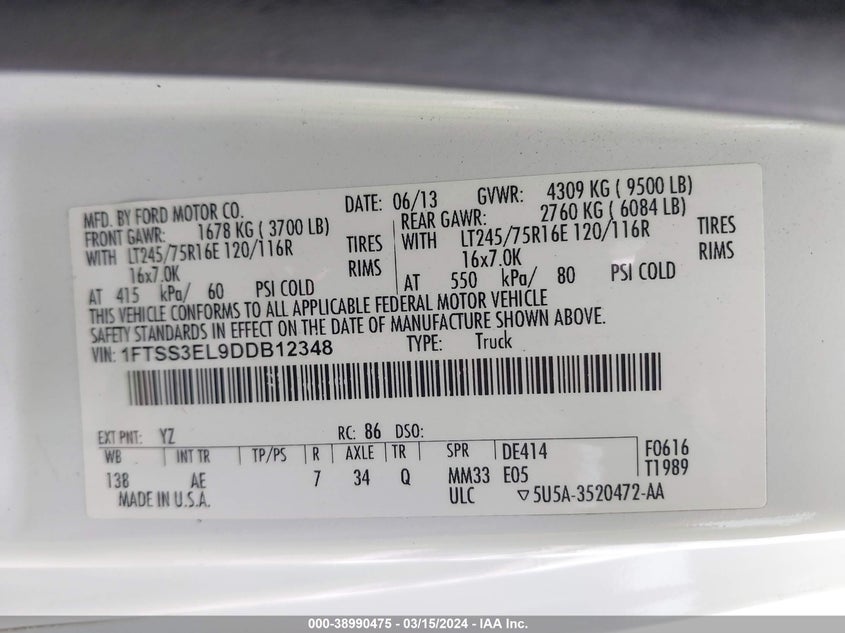 MFD. BY FORD MOTOR CO. DATE: 06/13 GVWR: 4309 KG ( 9500 LB)
FRONT GAWR: 1678 KG ( 3700 LB) REAR GAWR: 2760 KG ( 6084 LB)
WITH LT245/75R16E 120/116R TIRES WITH LT245/75R16E 120/116R TIRES
16x7.0K RIMS 16x7.0K RIMS
AT 415 kPa/ 60 PSI COLD AT 550 kPa/ 80 PSI COLD
THIS VEHICLE CONFORMS TO ALL APPLICABLE FEDERAL MOTOR VEHICLE
SAFETY STANDARDS IN EFFECT ON THE DATE OF MANUFACTURE SHOWN ABOVE.
VIN: 1FTSS3EL9DDB12348 TYPE: Truck
EXT PNT: YZ RC: 86 DSO:
WB INT TR TP/PS R AXLE TR SPR DE414 F0616
138 AE 7 34 Q MM33 E05 T1989
MADE IN U.S.A. ULC ▽5U5A-3520472-AA
000-38990475 - 03/15/2024 - IAA Inc.